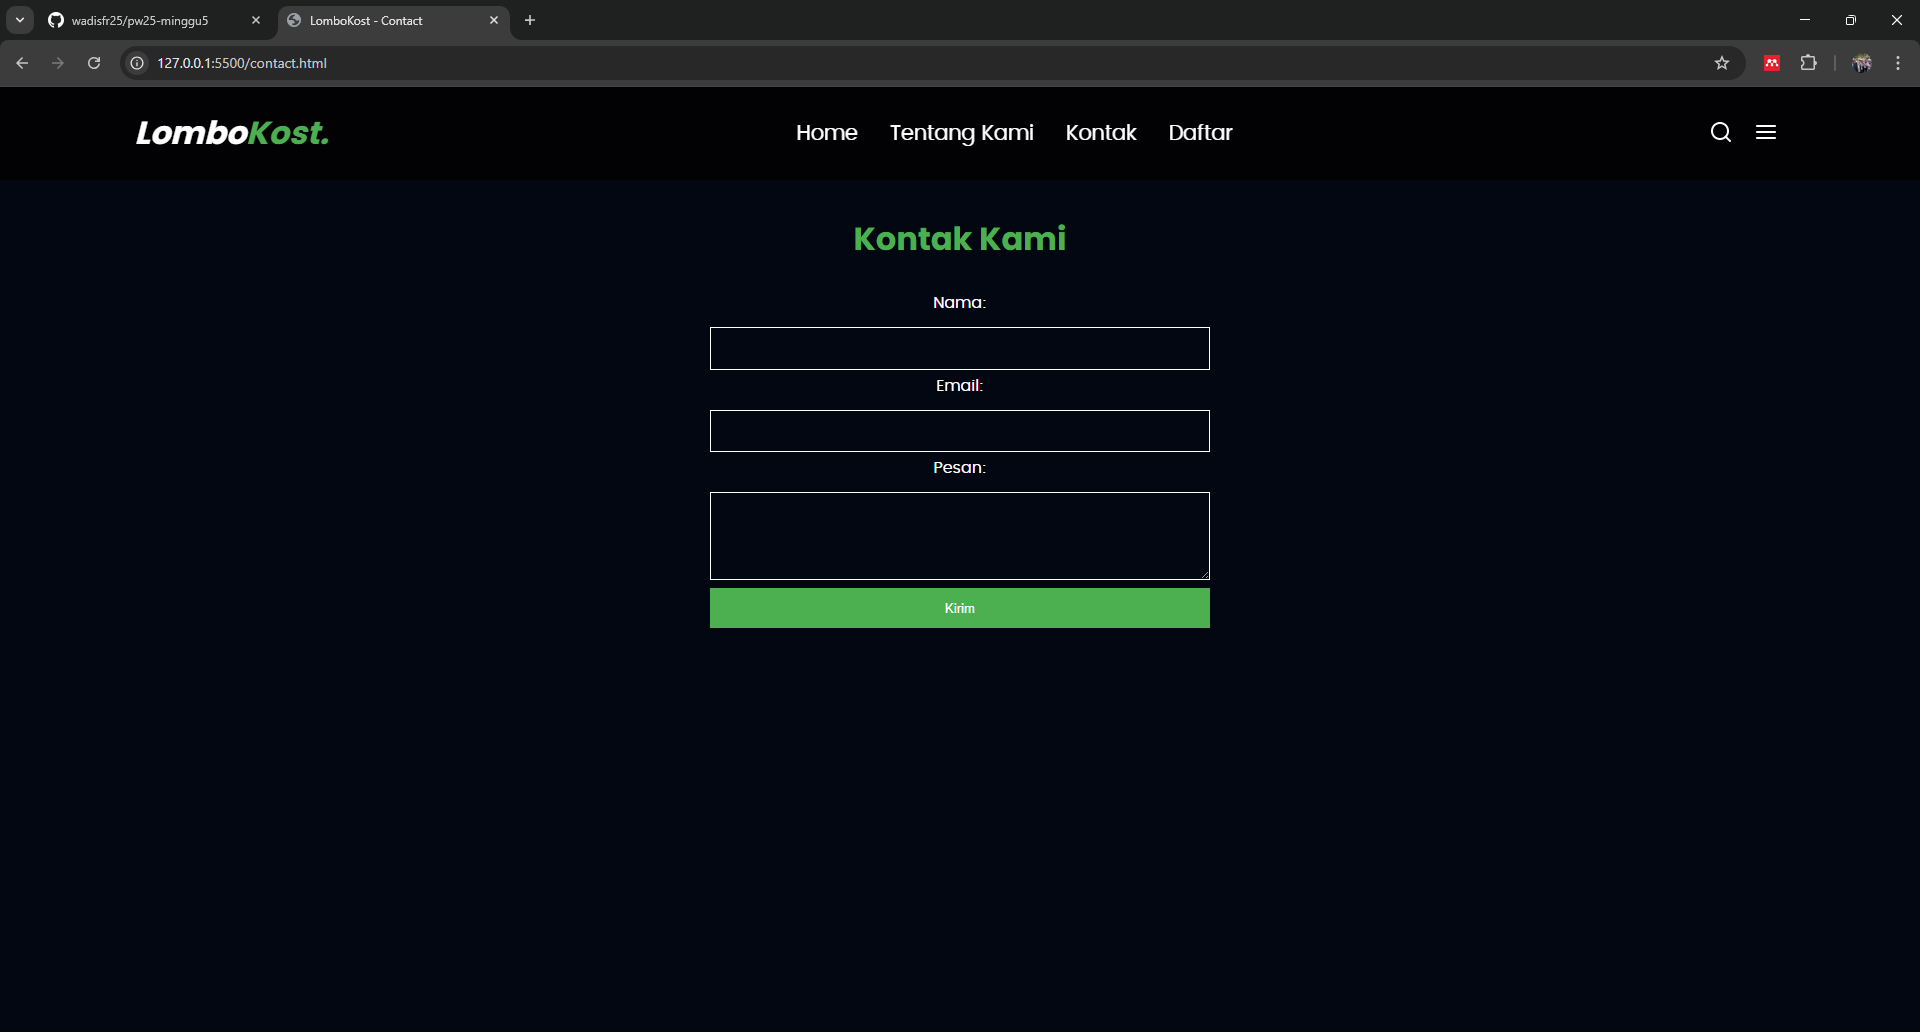 wadisfr25/pw25-minggu5
LomboKost - Contact
127.0.0.1:5500/contact.html
LomboKost.
Home Tentang Kami Kontak Daftar
Kontak Kami
Nama:
Email:
Pesan:
Kirim